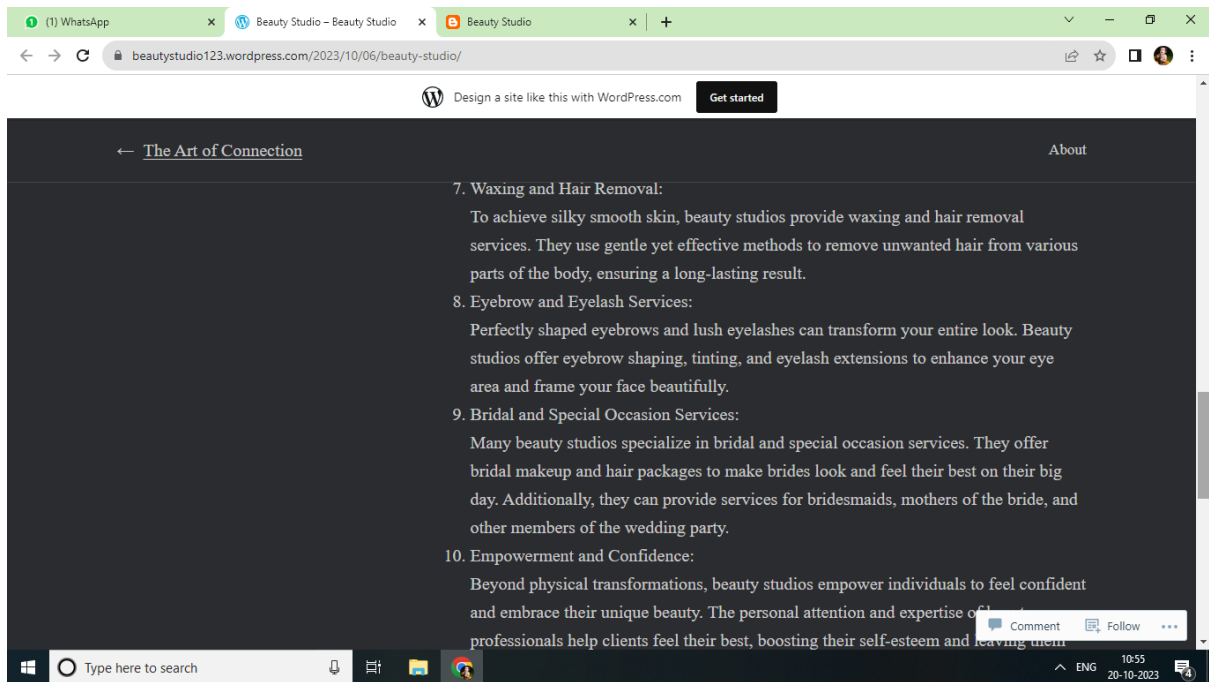 (1) WhatsApp
Beauty Studio – Beauty Studio
Beauty Studio
beautystudio123.wordpress.com/2023/10/06/beauty-studio/
Design a site like this with WordPress.com
Get started
← The Art of Connection
About
7. Waxing and Hair Removal:
To achieve silky smooth skin, beauty studios provide waxing and hair removal
services. They use gentle yet effective methods to remove unwanted hair from various
parts of the body, ensuring a long-lasting result.
8. Eyebrow and Eyelash Services:
Perfectly shaped eyebrows and lush eyelashes can transform your entire look. Beauty
studios offer eyebrow shaping, tinting, and eyelash extensions to enhance your eye
area and frame your face beautifully.
9. Bridal and Special Occasion Services:
Many beauty studios specialize in bridal and special occasion services. They offer
bridal makeup and hair packages to make brides look and feel their best on their big
day. Additionally, they can provide services for bridesmaids, mothers of the bride, and
other members of the wedding party.
10. Empowerment and Confidence:
Beyond physical transformations, beauty studios empower individuals to feel confident
and embrace their unique beauty. The personal attention and expertise of
professionals help clients feel their best, boosting their self-esteem and leaving them
Comment
Follow
Type here to search
ENG
10:55
20-10-2023
4